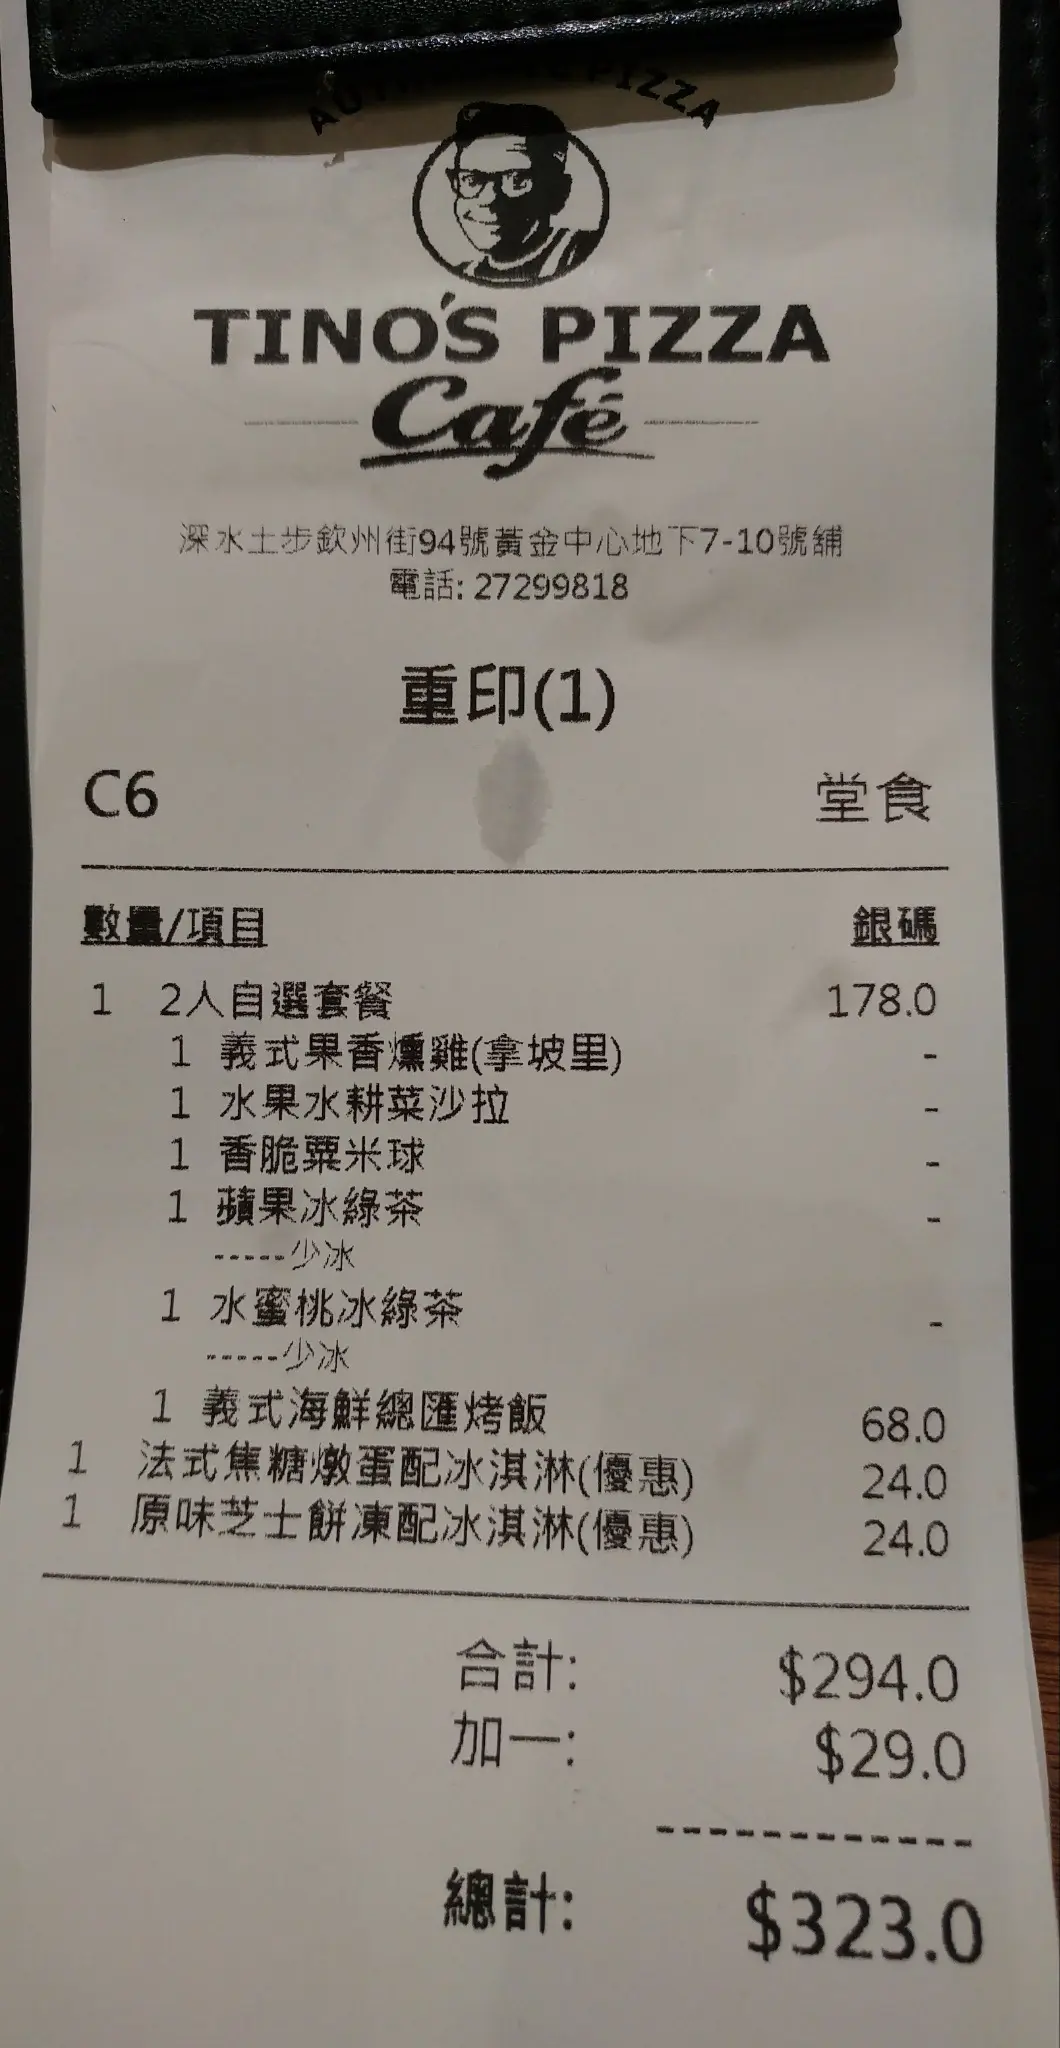 PIZZA
TINO'S PIZZA
Café
深水土步欽州街94號黃金中心地下7-10號舖
電話: 27299818
重印(1)
C6 堂食
數量/項目 銀碼
1 2人自選套餐 178.0
1 義式果香燻雞(拿坡里) -
1 水果水耕菜沙拉 -
1 香脆粟米球 -
1 蘋果冰綠茶 -
-----少冰
1 水蜜桃冰綠茶 -
-----少冰
1 義式海鮮總匯烤飯 68.0
1 法式焦糖燉蛋配冰淇淋(優惠) 24.0
1 原味芝士餅凍配冰淇淋(優惠) 24.0
合計: $294.0
加一: $29.0
------------
總計: $323.0